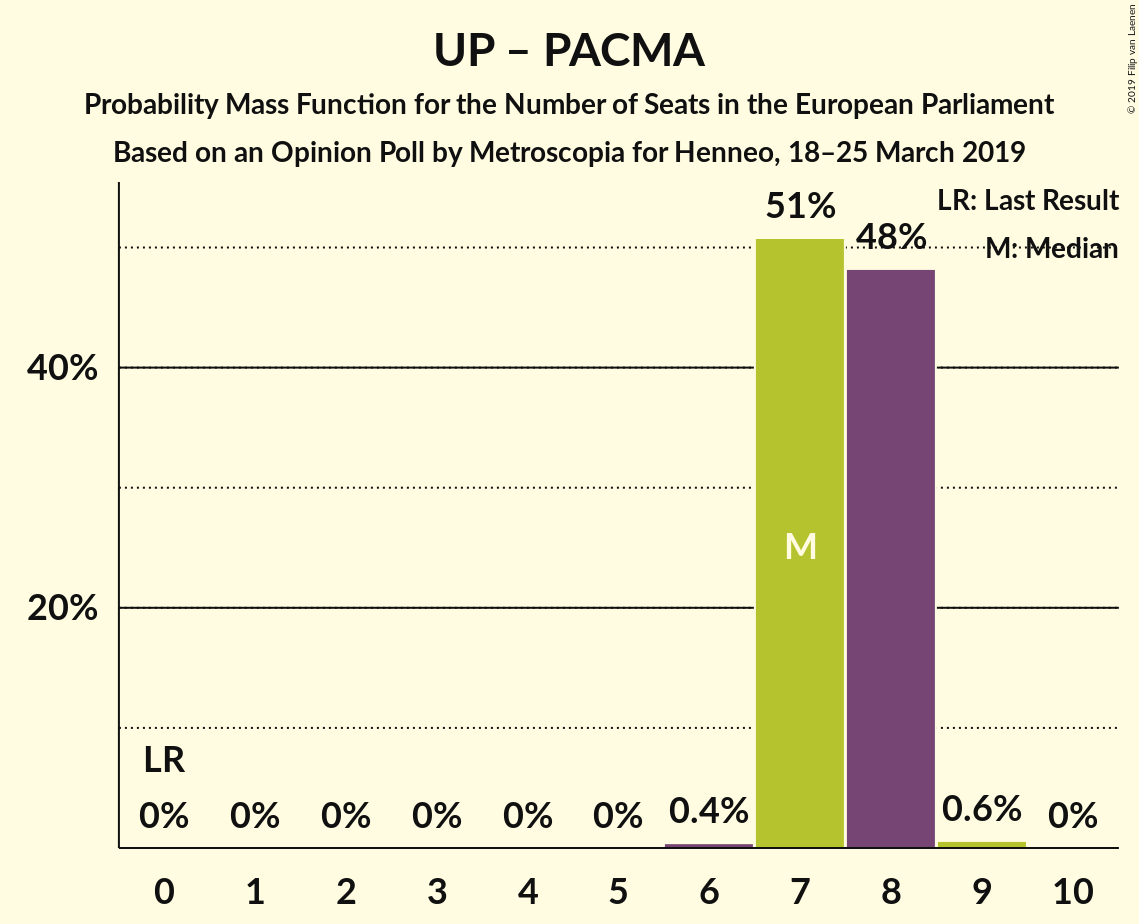 UP – PACMA
Probability Mass Function for the Number of Seats in the European Parliament
Based on an Opinion Poll by Metroscopia for Henneo, 18–25 March 2019
© 2019 Filip van Laenen
LR: Last Result
M: Median
51%
48%
40%
M
20%
LR
0% 0% 0% 0% 0% 0% 0.4% 0.6% 0%
0 1 2 3 4 5 6 7 8 9 10